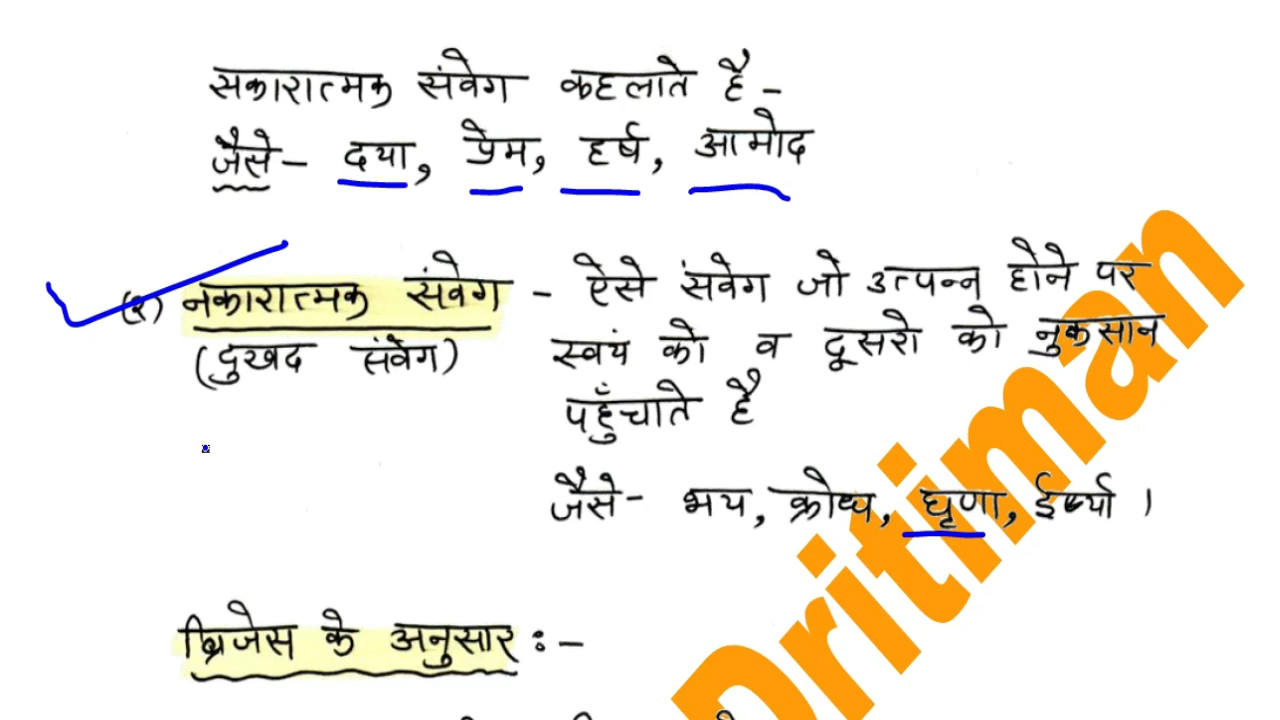 सकारात्मक संवेग कहलाते है -
जैसे - दया, प्रेम, हर्ष, आमोद
(२) नकारात्मक संवेग - ऐसे संवेग जो उत्पन्न होने पर
(दुखद संवेग) स्वयं को व दूसरो को नुकसान
पहुँचाते है
जैसे - भय, क्रोध, घृणा, ईर्ष्या ।
ब्रिजेस के अनुसार :-
Dritiman